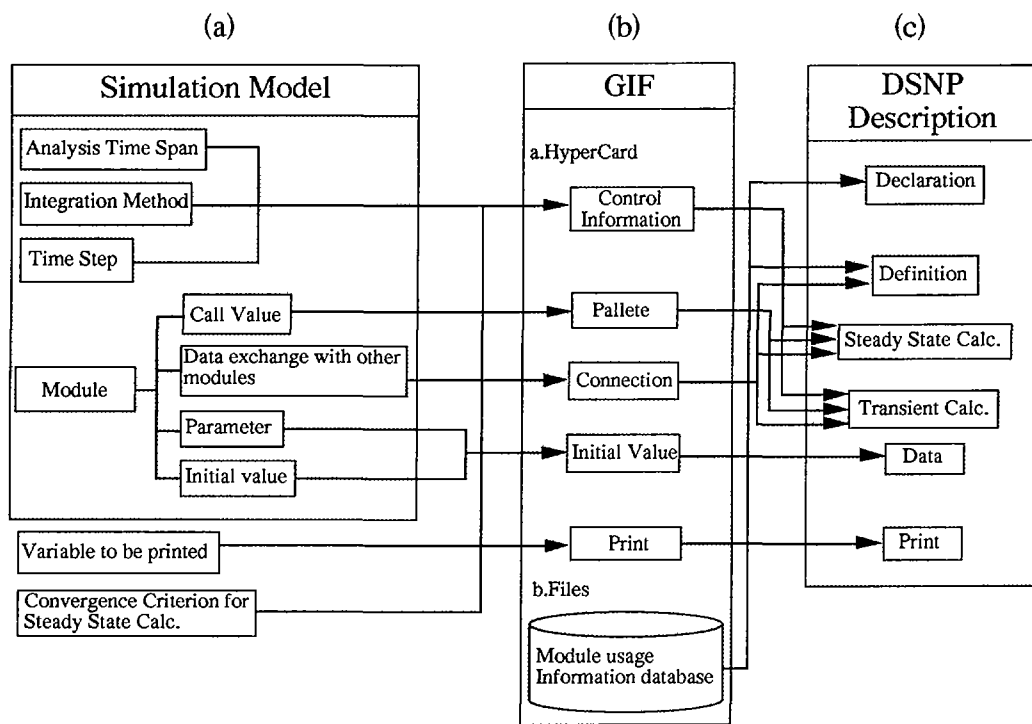 (a)
(b)
(c)
Simulation Model
Analysis Time Span
Integration Method
Time Step
Module
Call Value
Data exchange with other
modules
Parameter
Initial value
Variable to be printed
Convergence Criterion for
Steady State Calc.
GIF
a.HyperCard
Control
Information
Pallete
Connection
Initial Value
Print
b.Files
Module usage
Information database
DSNP
Description
Declaration
Definition
Steady State Calc.
Transient Calc.
Data
Print